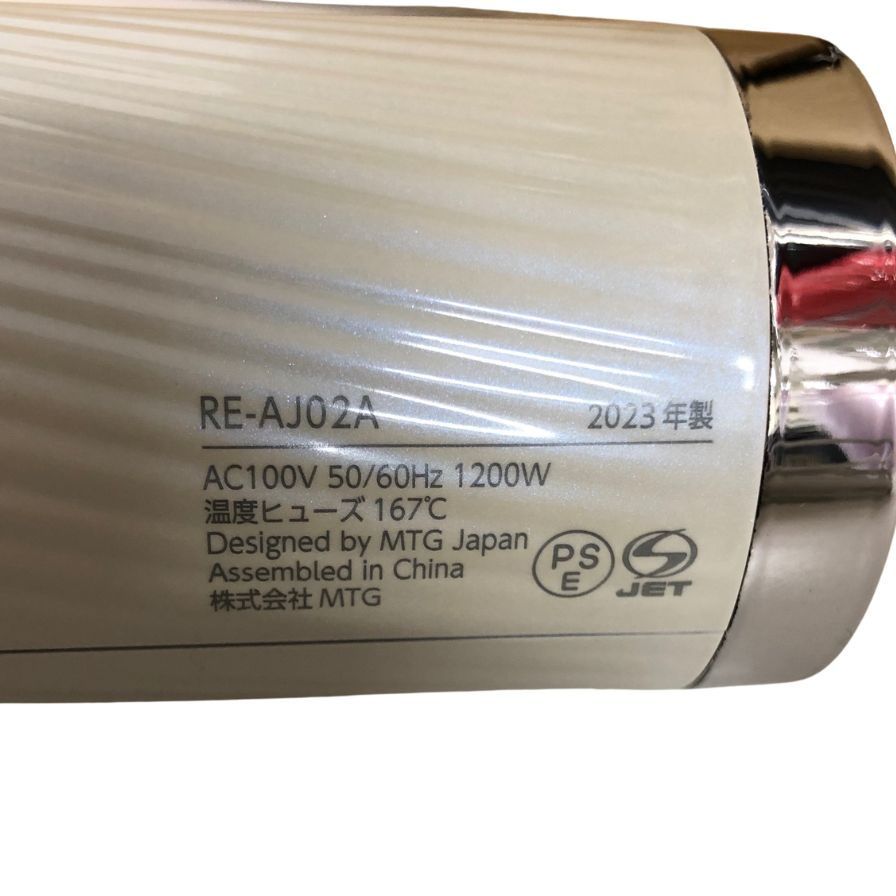 RE-AJ02A 2023年製
AC100V 50/60Hz 1200W
温度ヒューズ 167℃
Designed by MTG Japan
Assembled in China
株式会社 MTG
PS
E
JET